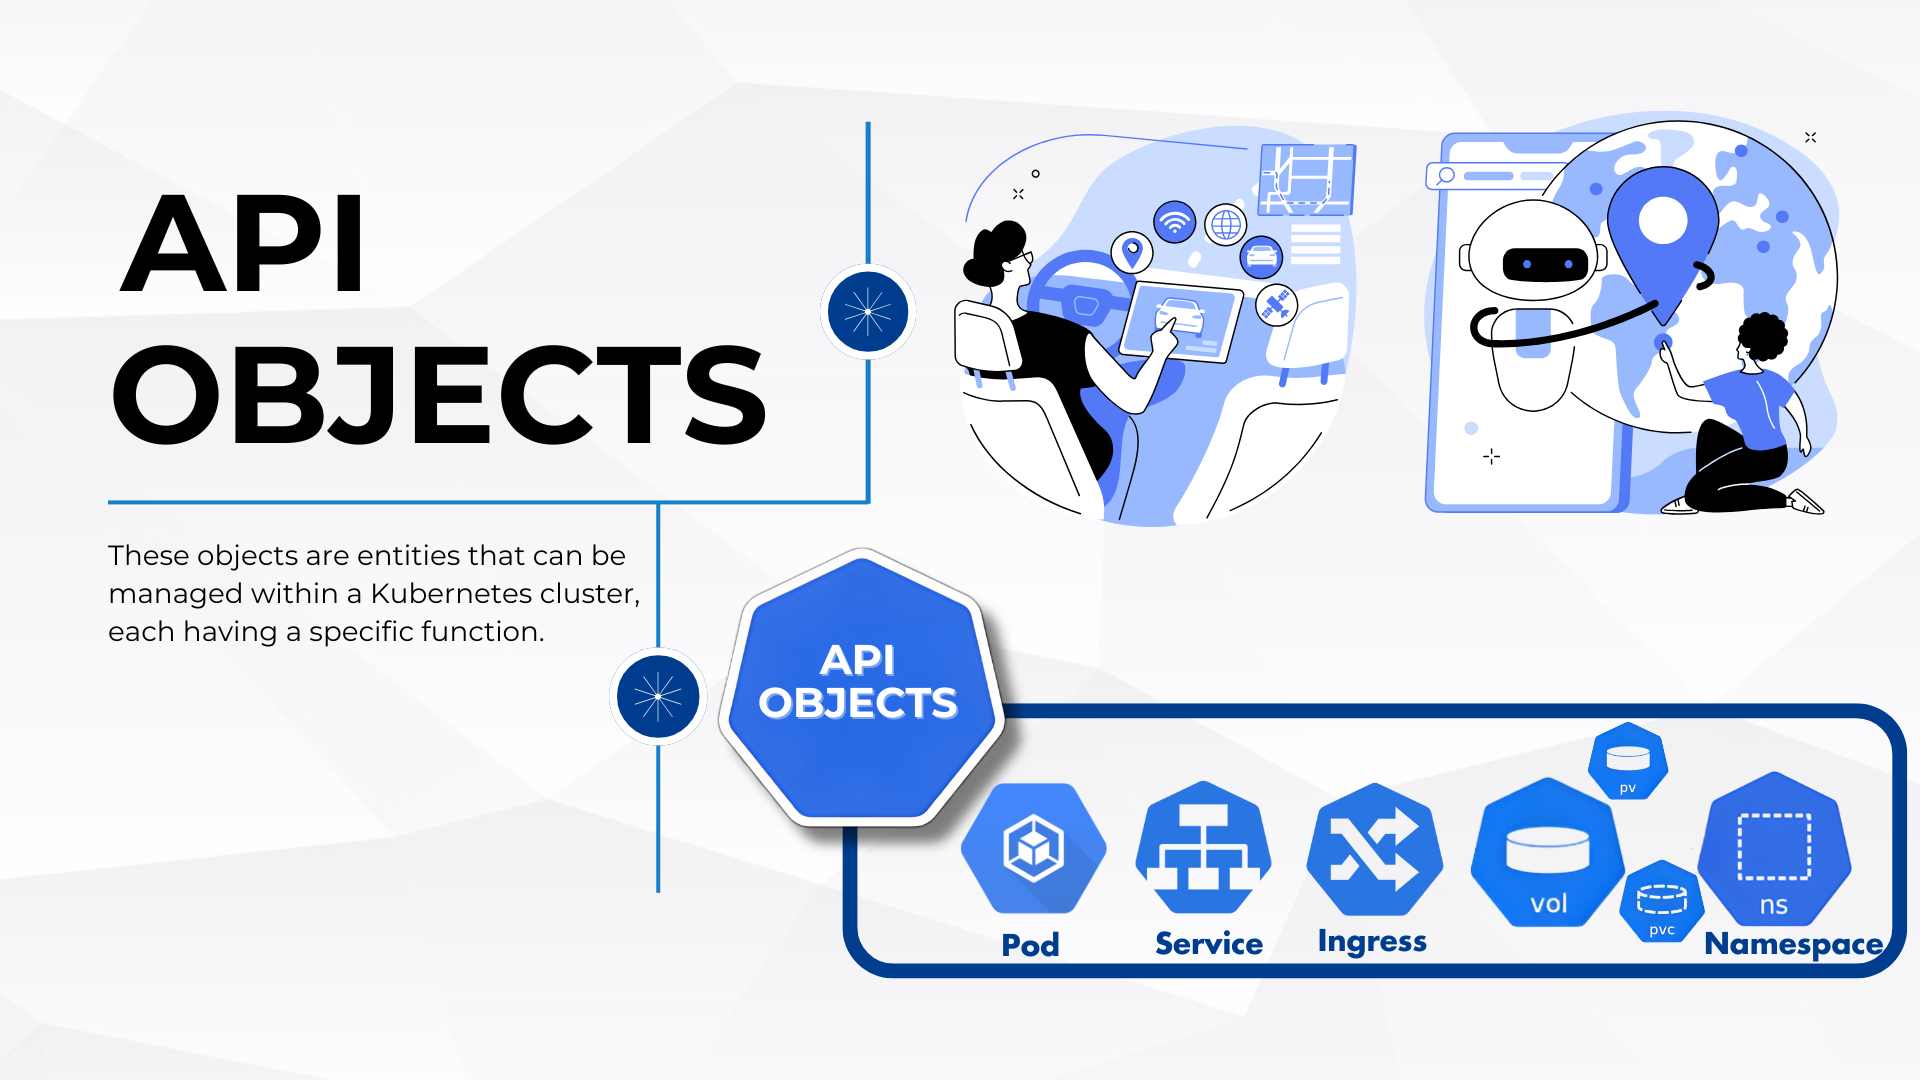 API
OBJECTS
These objects are entities that can be
managed within a Kubernetes cluster,
each having a specific function.
API
OBJECTS
Pod
Service
Ingress
vol
pv
pvc
ns
Namespace